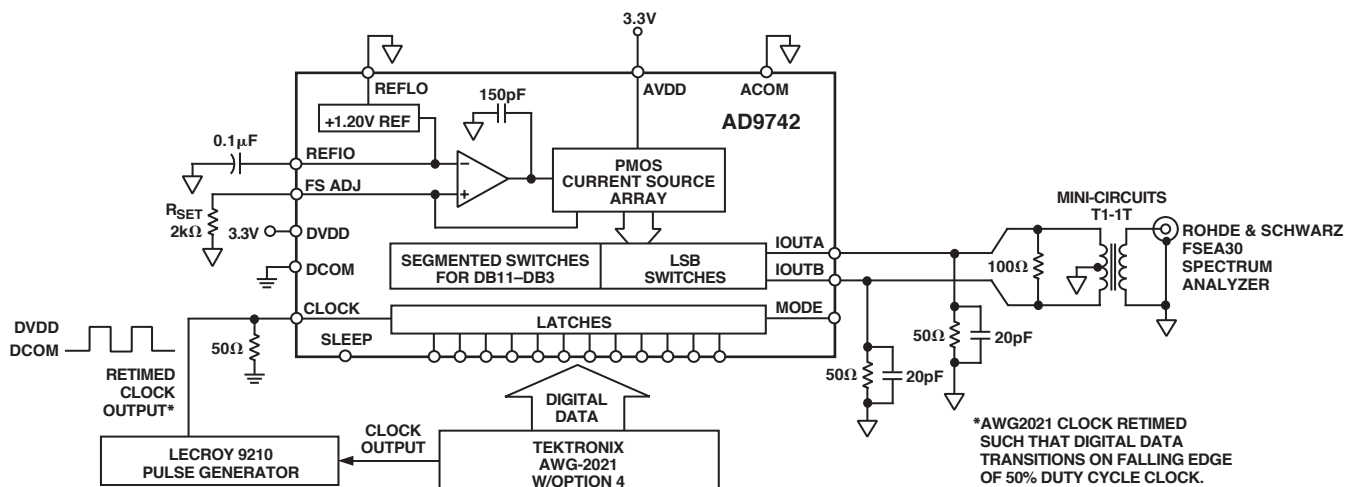 3.3V
REFLO
AVDD
ACOM
150pF
+1.20V REF
AD9742
0.1µF
REFIO
PMOS
CURRENT SOURCE
ARRAY
FS ADJ
RSET
2kΩ
3.3V
DVDD
DCOM
SEGMENTED SWITCHES
FOR DB11–DB3
LSB
SWITCHES
IOUTA
IOUTB
MINI-CIRCUITS
T1-1T
100Ω
ROHDE & SCHWARZ
FSEA30
SPECTRUM
ANALYZER
CLOCK
LATCHES
MODE
DVDD
DCOM
50Ω
SLEEP
50Ω
20pF
50Ω
20pF
RETIMED
CLOCK
OUTPUT*
DIGITAL
DATA
CLOCK
OUTPUT
LECROY 9210
PULSE GENERATOR
TEKTRONIX
AWG-2021
W/OPTION 4
*AWG2021 CLOCK RETIMED
SUCH THAT DIGITAL DATA
TRANSITIONS ON FALLING EDGE
OF 50% DUTY CYCLE CLOCK.